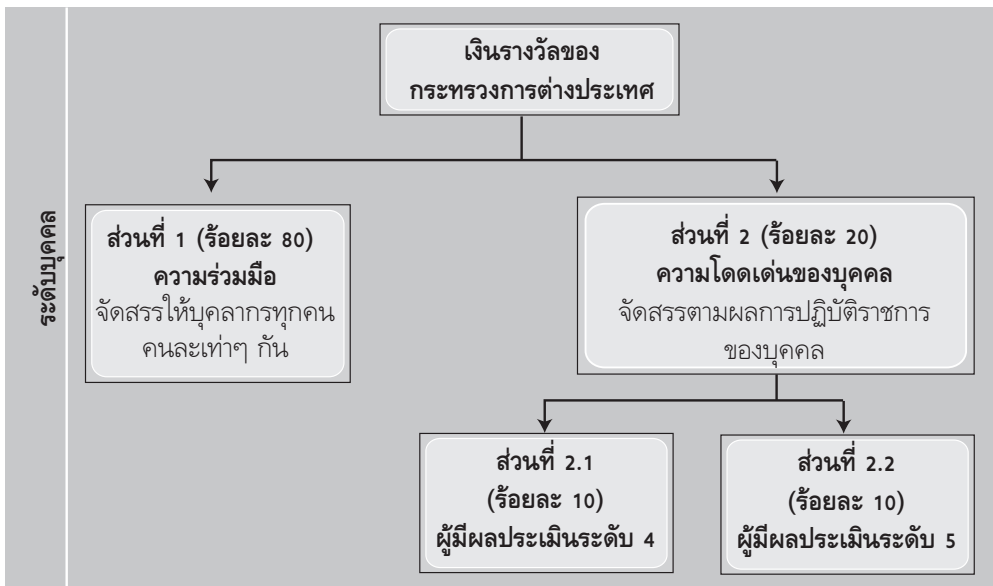 เงินรางวัลของ
กระทรวงการต่างประเทศ
ระดับบุคคล
ส่วนที่ 1 (ร้อยละ 80)
ความร่วมมือ
จัดสรรให้บุคลากรทุกคน
คนละเท่าๆ กัน
ส่วนที่ 2 (ร้อยละ 20)
ความโดดเด่นของบุคคล
จัดสรรตามผลการปฏิบัติราชการ
ของบุคคล
ส่วนที่ 2.1
(ร้อยละ 10)
ผู้มีผลประเมินระดับ 4
ส่วนที่ 2.2
(ร้อยละ 10)
ผู้มีผลประเมินระดับ 5